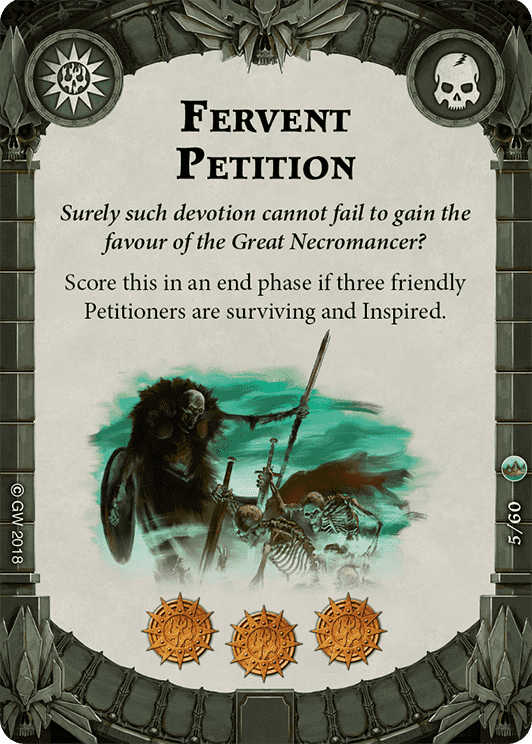 Fervent
Petition
Surely such devotion cannot fail to gain the
favour of the Great Necromancer?
Score this in an end phase if three friendly
Petitioners are surviving and Inspired.
© GW 2018
5/60